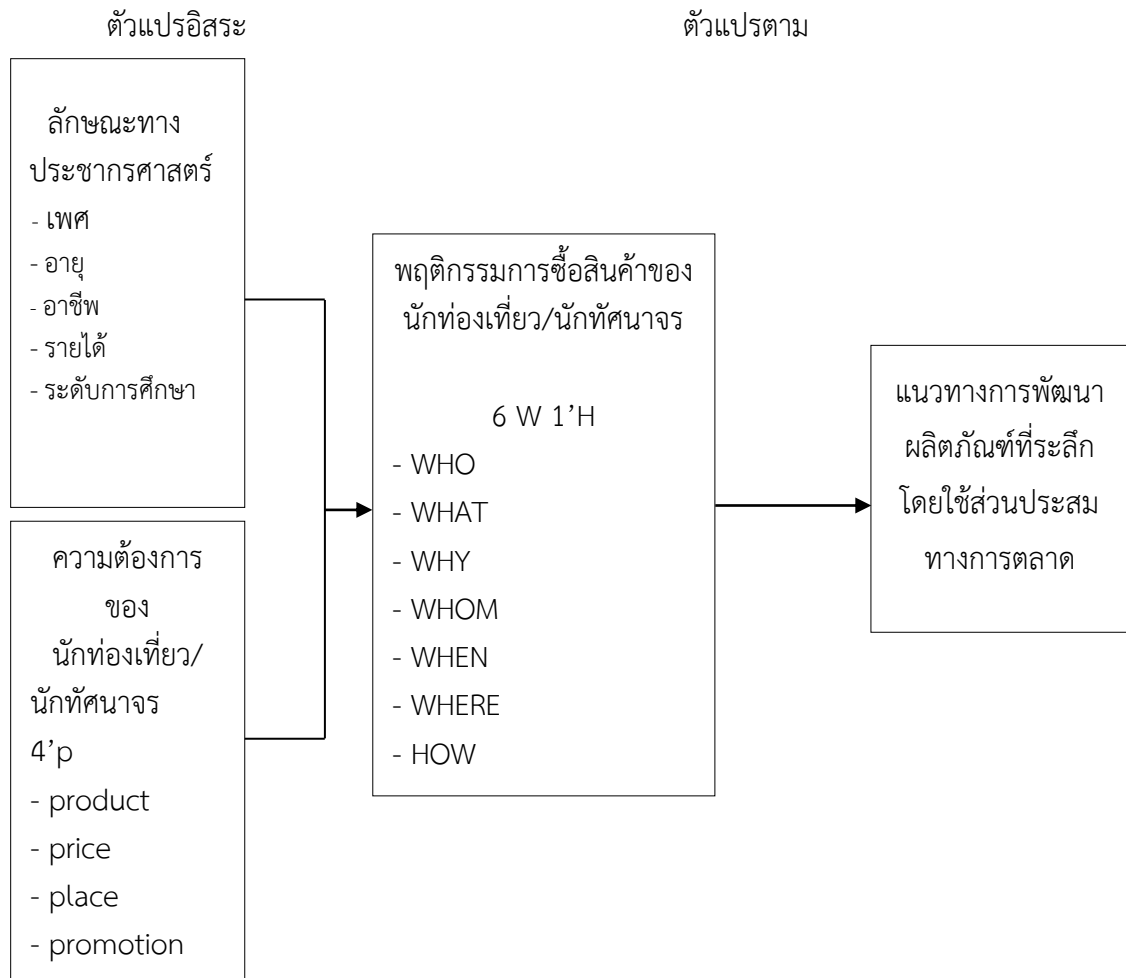 ตัวแปรอิสระ
ตัวแปรตาม
ลักษณะทาง
ประชากรศาสตร์
- เพศ
- อายุ
- อาชีพ
- รายได้
- ระดับการศึกษา
ความต้องการ
ของ
นักท่องเที่ยว/
นักทัศนาจร
4’p
- product
- price
- place
- promotion
พฤติกรรมการซื้อสินค้าของ
นักท่องเที่ยว/นักทัศนาจร
6 W 1’H
- WHO
- WHAT
- WHY
- WHOM
- WHEN
- WHERE
- HOW
แนวทางการพัฒนา
ผลิตภัณฑ์ที่ระลึก
โดยใช้ส่วนประสม
ทางการตลาด